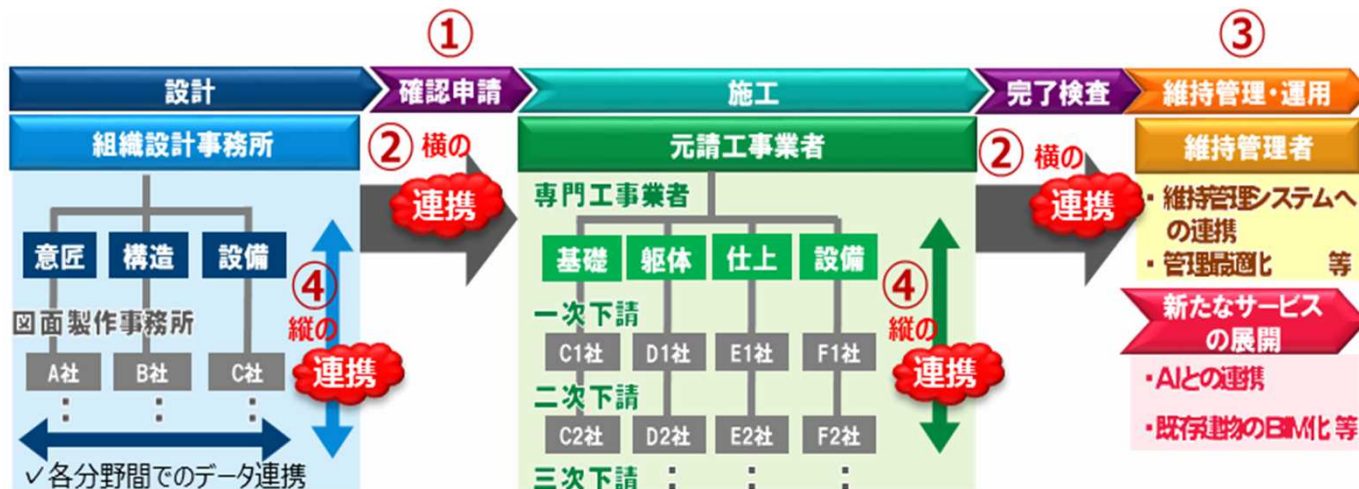 ①
③
設計
確認申請
施工
完了検査
維持管理・運用
組織設計事務所
② 横の
連携
元請工事業者
② 横の
連携
維持管理者
専門工事業者
・維持管理システムへ
の連携
・管理最適化 等
意匠
構造
設備
④
縦の
連携
基礎
躯体
仕上
設備
④
縦の
連携
図面製作事務所
A社
B社
C社
一次下請
C1社
D1社
E1社
F1社
新たなサービス
の展開
・AIとの連携
・既存建物のBIM化 等
二次下請
C2社
D2社
E2社
F2社
✓各分野間でのデータ連携
三次下請